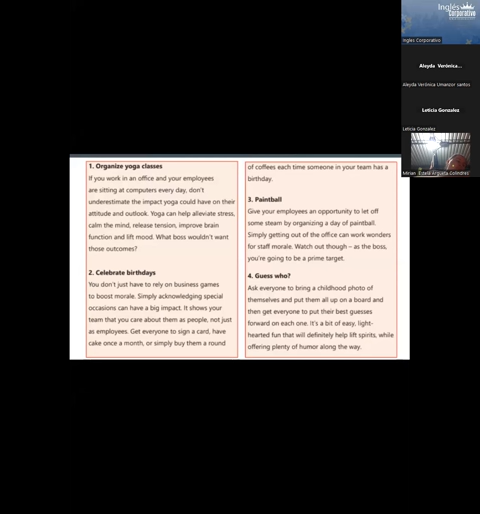 Inglés
Corporativo
Inglés Corporativo
Aleyda Verónica...
Aleyda Verónica Umanzor santos
Leticia Gonzalez
Leticia Gonzalez
Mirian Estela Argueta Colindres
1. Organize yoga classes
If you work in an office and your employees
are sitting at computers every day, don't
underestimate the impact yoga could have on their
attitude and outlook. Yoga can help alleviate stress,
calm the mind, release tension, improve brain
function and lift mood. What boss wouldn't want
those outcomes?
2. Celebrate birthdays
You don't just have to rely on business games
to boost morale. Simply acknowledging special
occasions can have a big impact. It shows your
team that you care about them as people, not just
as employees. Get everyone to sign a card, have
cake once a month, or simply buy them a round
of coffees each time someone in your team has a
birthday.
3. Paintball
Give your employees an opportunity to let off
some steam by organizing a day of paintball.
Simply getting out of the office can work wonders
for staff morale. Watch out though – as the boss,
you're going to be a prime target.
4. Guess who?
Ask everyone to bring a childhood photo of
themselves and put them all up on a board and
then get everyone to put their best guesses
forward on each one. It's a bit of easy, light-
hearted fun that will definitely help lift spirits, while
offering plenty of humor along the way.